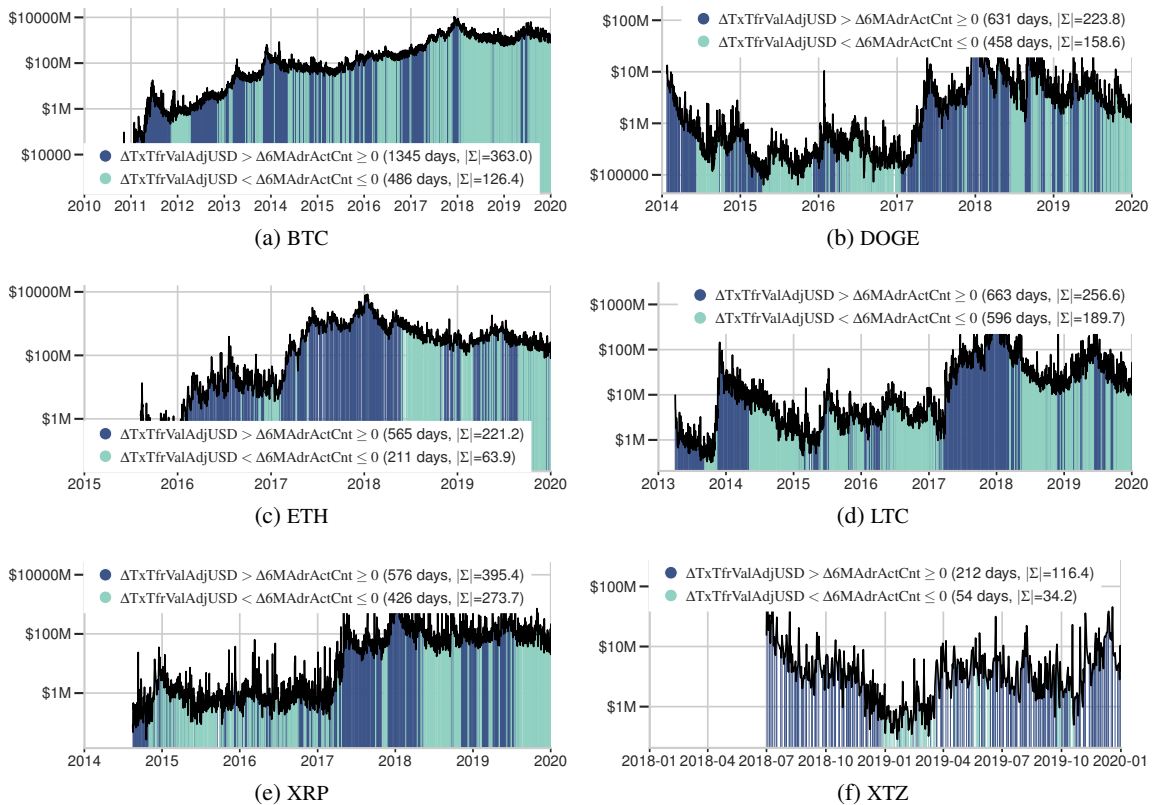 $10000M
$100M
$1M
$10000
ΔTxTfrValAdjUSD > Δ6MAdrActCnt ≥ 0 (1345 days, |Σ|=363.0)
ΔTxTfrValAdjUSD < Δ6MAdrActCnt ≤ 0 (486 days, |Σ|=126.4)
2010 2011 2012 2013 2014 2015 2016 2017 2018 2019 2020
(a) BTC
$100M
$10M
$1M
$100000
ΔTxTfrValAdjUSD > Δ6MAdrActCnt ≥ 0 (631 days, |Σ|=223.8)
ΔTxTfrValAdjUSD < Δ6MAdrActCnt ≤ 0 (458 days, |Σ|=158.6)
2014 2015 2016 2017 2018 2019 2020
(b) DOGE
$10000M
$100M
$1M
ΔTxTfrValAdjUSD > Δ6MAdrActCnt ≥ 0 (565 days, |Σ|=221.2)
ΔTxTfrValAdjUSD < Δ6MAdrActCnt ≤ 0 (211 days, |Σ|=63.9)
2015 2016 2017 2018 2019 2020
(c) ETH
$1000M
$100M
$10M
$1M
ΔTxTfrValAdjUSD > Δ6MAdrActCnt ≥ 0 (663 days, |Σ|=256.6)
ΔTxTfrValAdjUSD < Δ6MAdrActCnt ≤ 0 (596 days, |Σ|=189.7)
2013 2014 2015 2016 2017 2018 2019 2020
(d) LTC
$10000M
$100M
$1M
ΔTxTfrValAdjUSD > Δ6MAdrActCnt ≥ 0 (576 days, |Σ|=395.4)
ΔTxTfrValAdjUSD < Δ6MAdrActCnt ≤ 0 (426 days, |Σ|=273.7)
2014 2015 2016 2017 2018 2019 2020
(e) XRP
$100M
$10M
$1M
ΔTxTfrValAdjUSD > Δ6MAdrActCnt ≥ 0 (212 days, |Σ|=116.4)
ΔTxTfrValAdjUSD < Δ6MAdrActCnt ≤ 0 (54 days, |Σ|=34.2)
2018-01 2018-04 2018-07 2018-10 2019-01 2019-04 2019-07 2019-10 2020-01
(f) XTZ